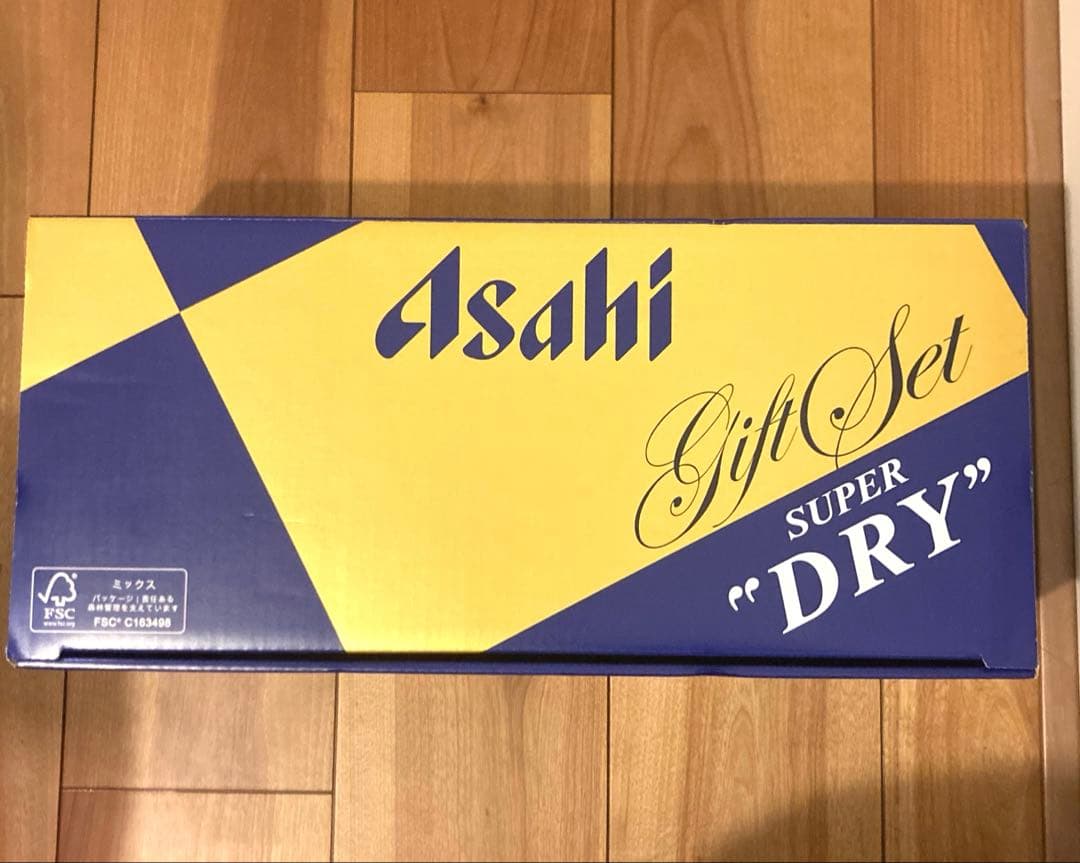 Asahi
Gift Set
SUPER
"DRY"
FSC®
www.fsc.org
ミックス
パッケージ|責任ある
森林管理を支えています
FSC® C163498